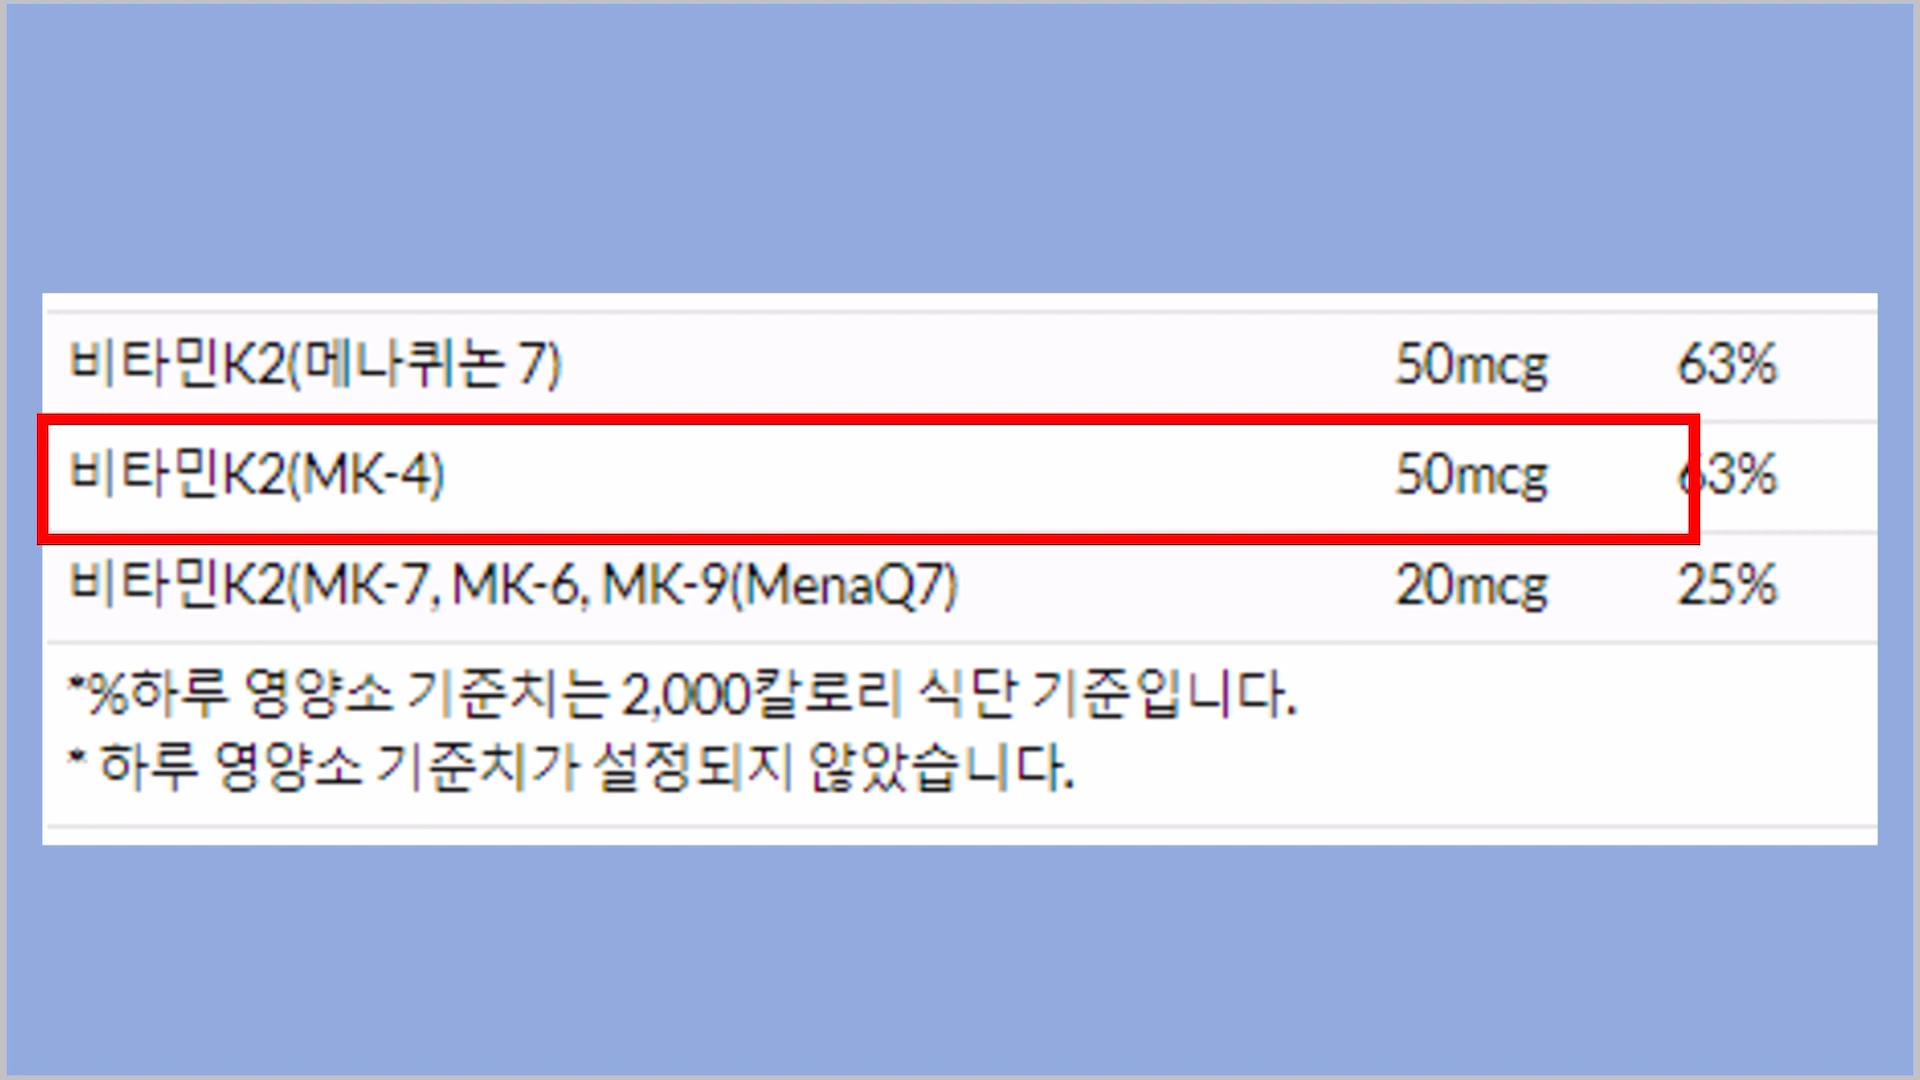 비타민K2(메나퀴논 7) 50mcg 63%
비타민K2(MK-4) 50mcg 63%
비타민K2(MK-7, MK-6, MK-9(MenaQ7) 20mcg 25%
*%하루 영양소 기준치는 2,000칼로리 식단 기준입니다.
* 하루 영양소 기준치가 설정되지 않았습니다.